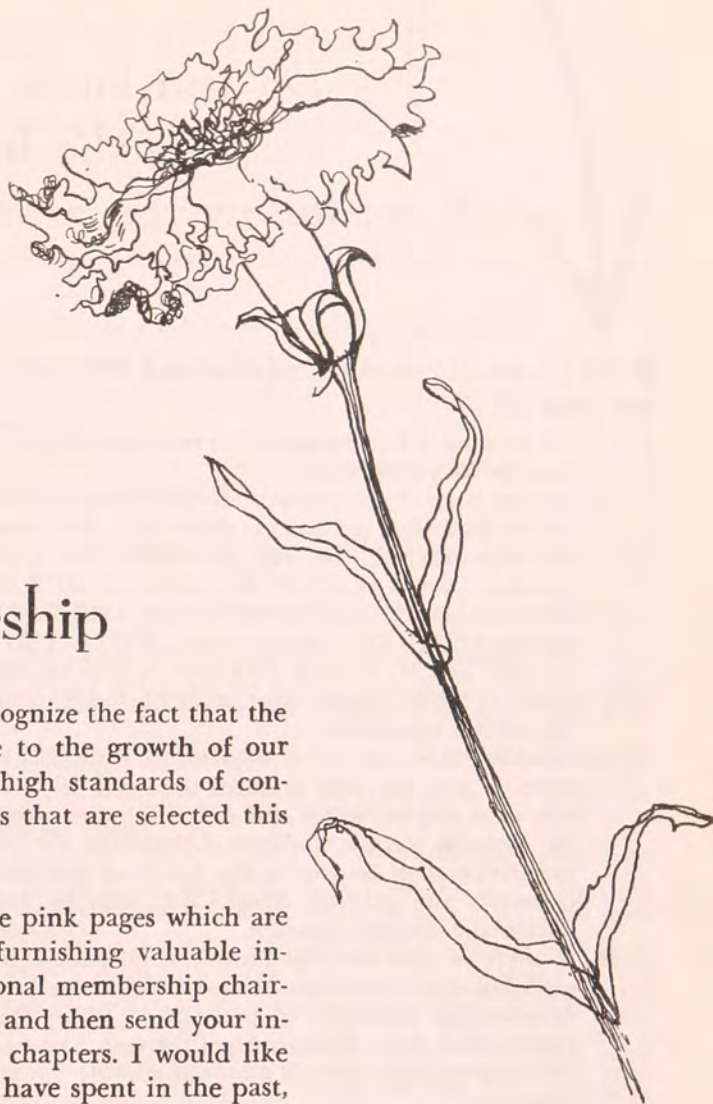 ship
ognize the fact that the
e to the growth of our
high standards of con-
s that are selected this
e pink pages which are
furnishing valuable in-
onal membership chair-
and then send your in-
chapters. I would like
have spent in the past,